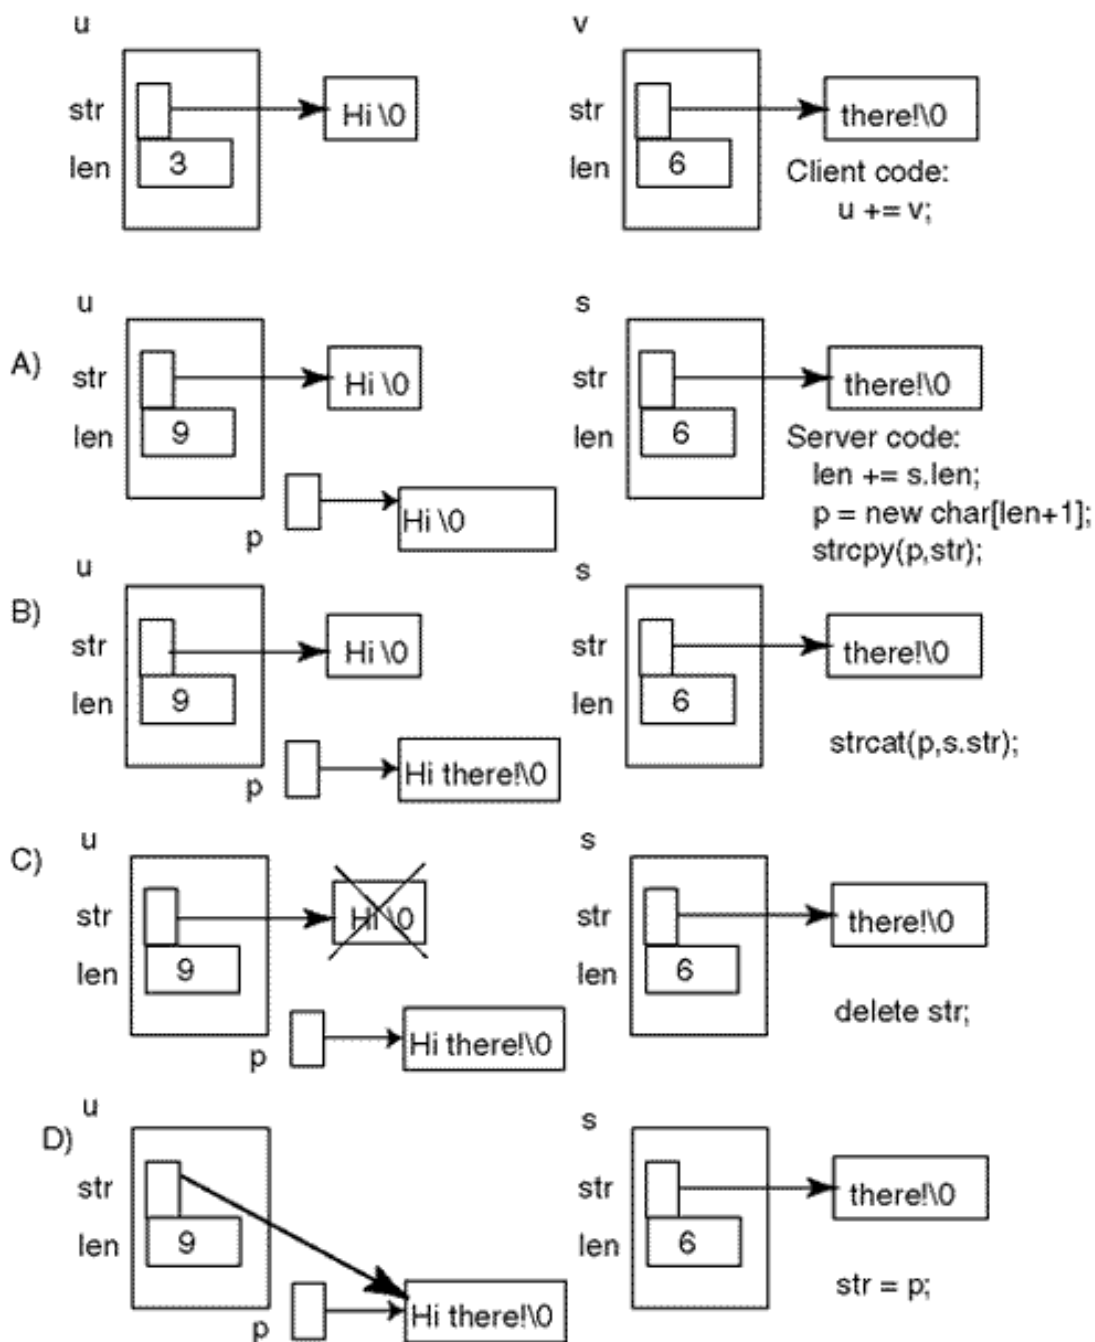 u
v
str
Hi \0
str
there!\0
len
3
len
6
Client code:
u += v;
u
s
A)
str
Hi \0
str
there!\0
len
9
len
6
Server code:
len += s.len;
p = new char[len+1];
strcpy(p,str);
p
Hi \0
u
s
B)
str
Hi \0
str
there!\0
len
9
len
6
strcat(p,s.str);
p
Hi there!\0
u
s
C)
str
Hi \0
str
there!\0
len
9
len
6
delete str;
p
Hi there!\0
u
s
D)
str
str
there!\0
len
9
len
6
str = p;
p
Hi there!\0